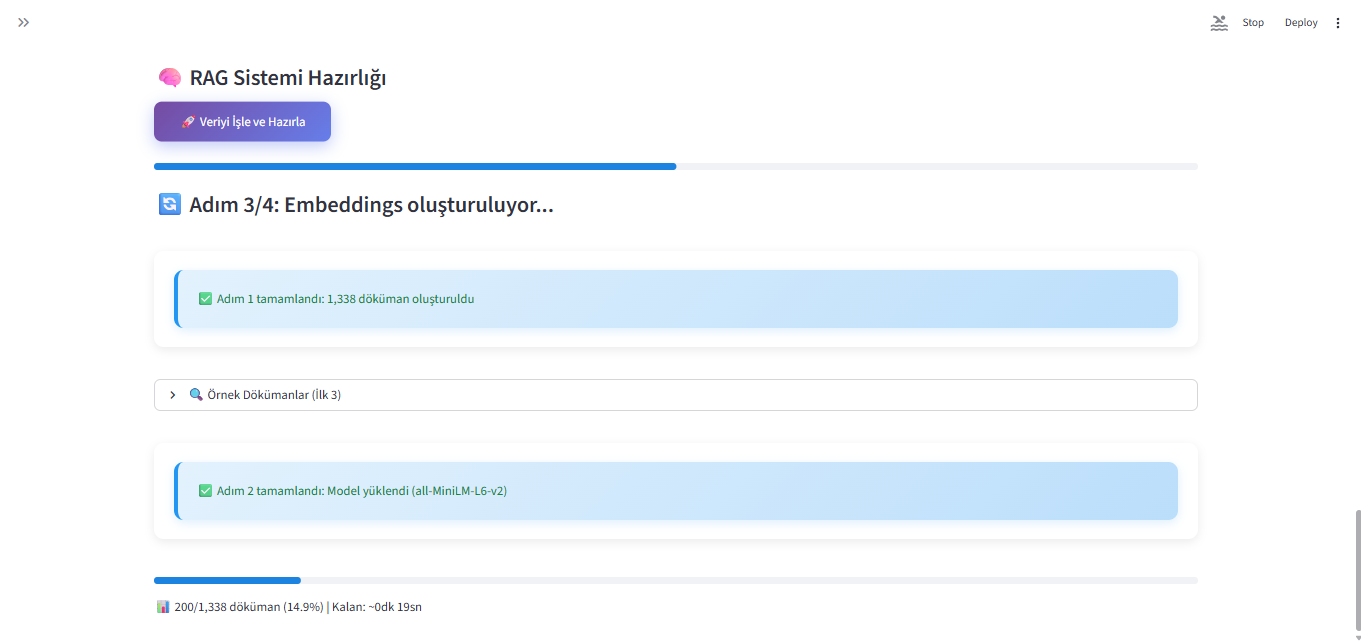 Stop
Deploy
RAG Sistemi Hazırlığı
Veriyi İşle ve Hazırla
Adım 3/4: Embeddings oluşturuluyor...
Adım 1 tamamlandı: 1,338 döküman oluşturuldu
Örnek Dökümanlar (İlk 3)
Adım 2 tamamlandı: Model yüklendi (all-MiniLM-L6-v2)
200/1,338 döküman (14.9%) | Kalan: ~0dk 19sn